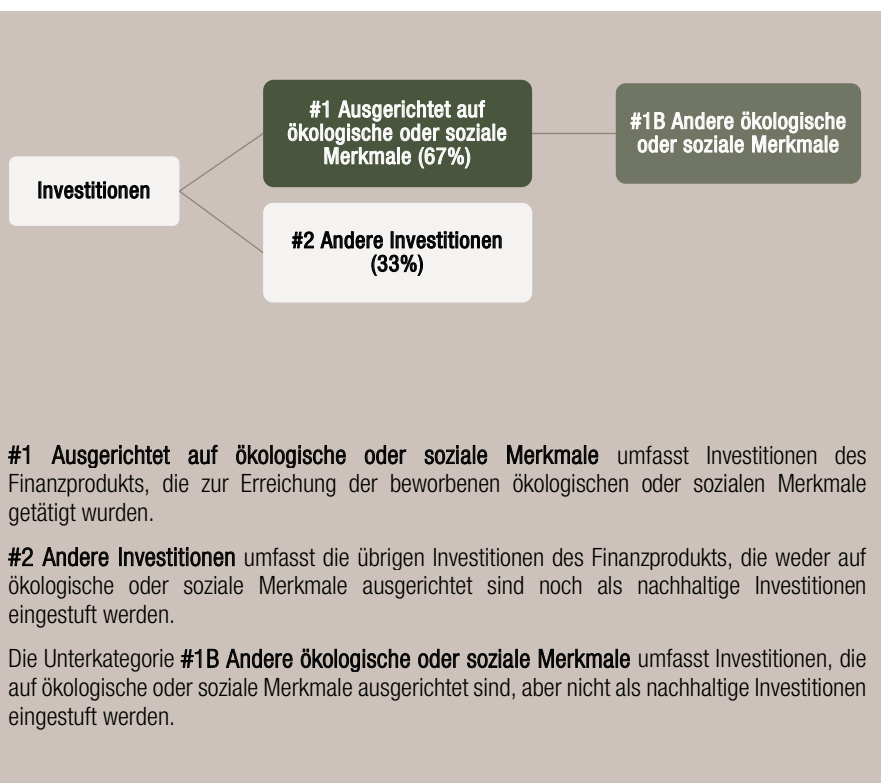 #1 Ausgerichtet auf
ökologische oder soziale
Merkmale (67%)
#1B Andere ökologische
oder soziale Merkmale
Investitionen
#2 Andere Investitionen
(33%)
#1 Ausgerichtet auf ökologische oder soziale Merkmale umfasst Investitionen des
Finanzprodukts, die zur Erreichung der beworbenen ökologischen oder sozialen Merkmale
getätigt wurden.
#2 Andere Investitionen umfasst die übrigen Investitionen des Finanzprodukts, die weder auf
ökologische oder soziale Merkmale ausgerichtet sind noch als nachhaltige Investitionen
eingestuft werden.
Die Unterkategorie #1B Andere ökologische oder soziale Merkmale umfasst Investitionen, die
auf ökologische oder soziale Merkmale ausgerichtet sind, aber nicht als nachhaltige Investitionen
eingestuft werden.